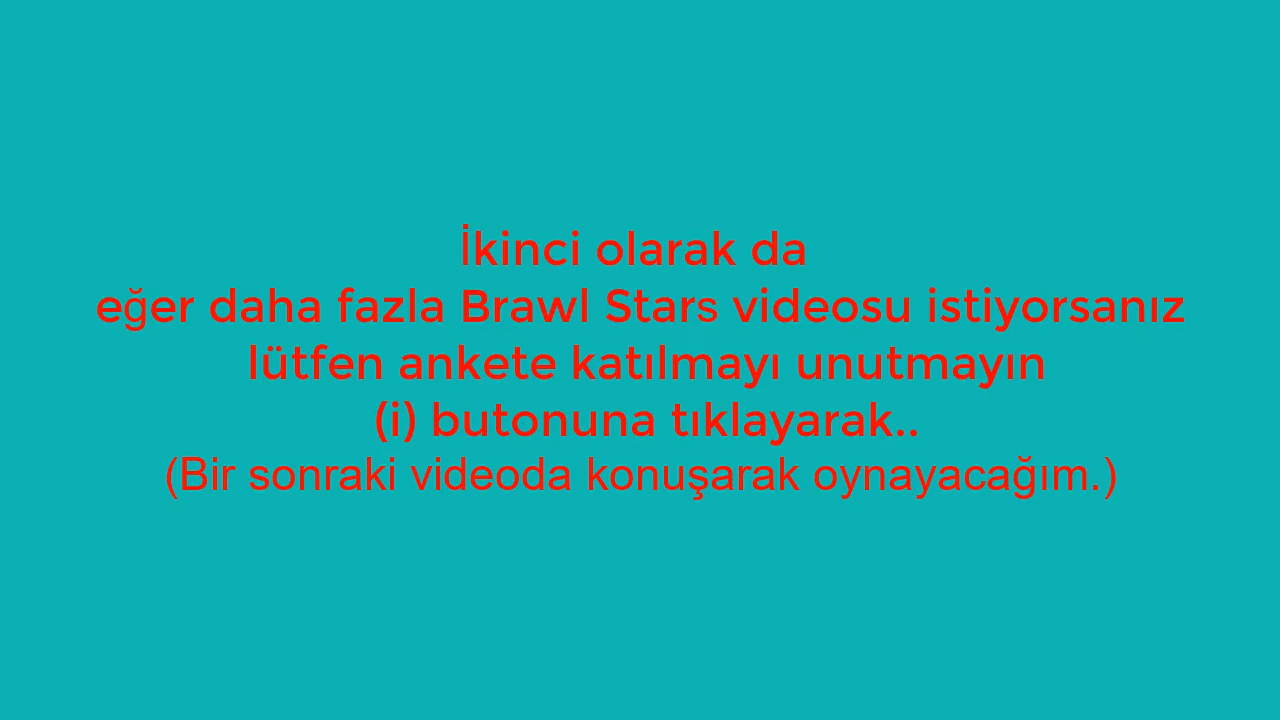 İkinci olarak da
eğer daha fazla Brawl Stars videosu istiyorsanız
lütfen ankete katılmayı unutmayın
(i) butonuna tıklayarak..
(Bir sonraki videoda konuşarak oynayacağım.)